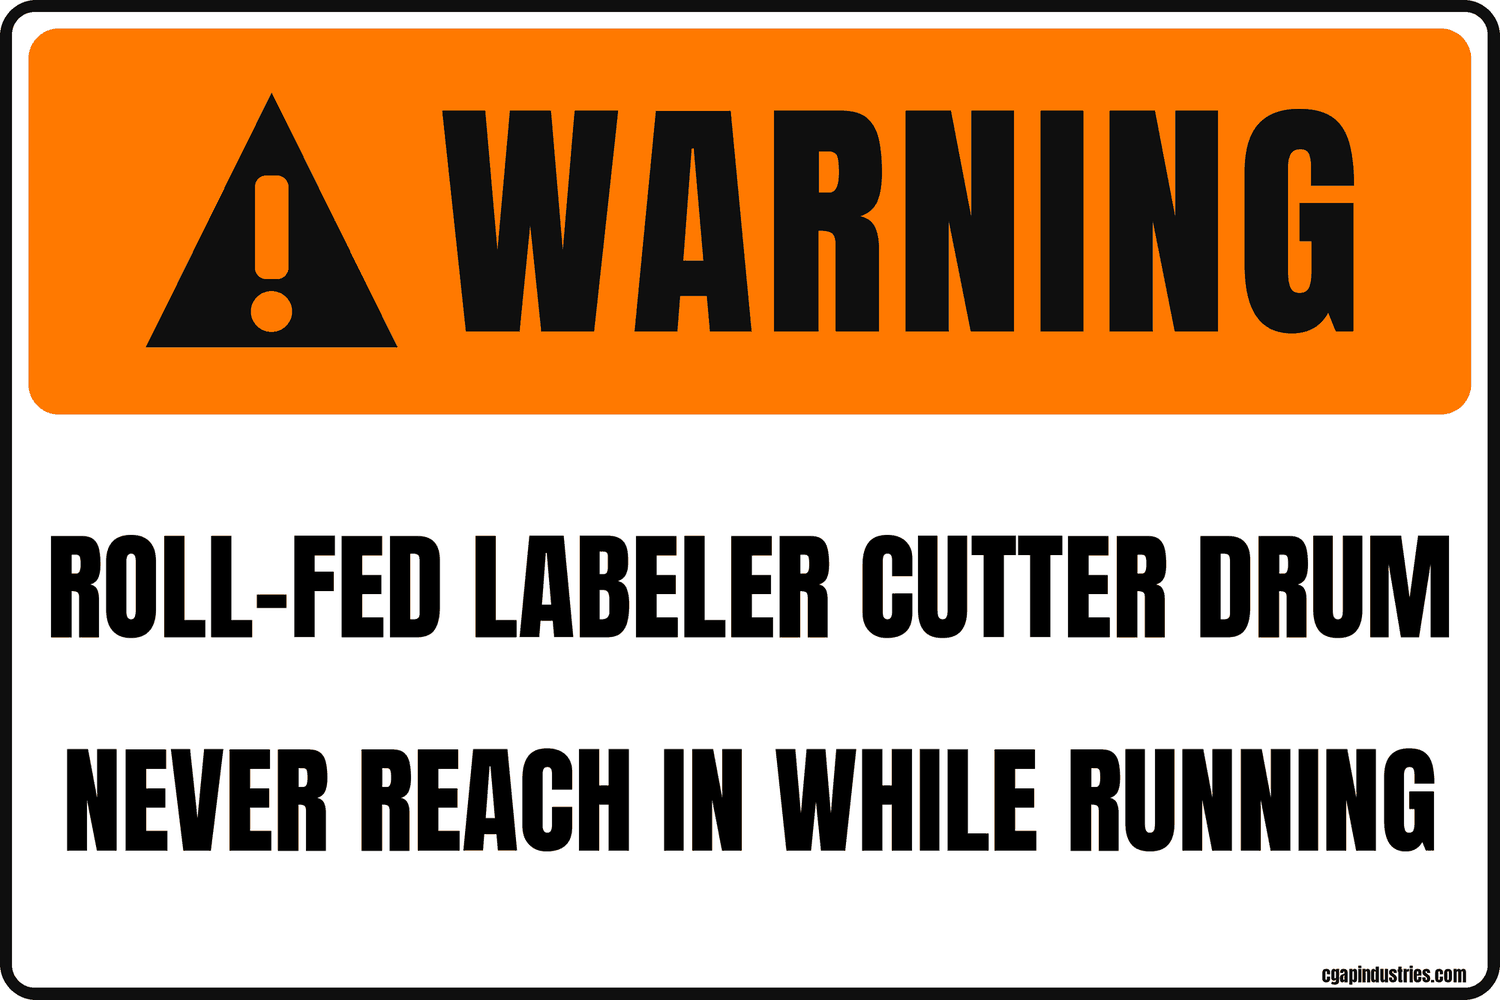 WARNING
ROLL-FED LABELER CUTTER DRUM
NEVER REACH IN WHILE RUNNING
cgapindustries.com